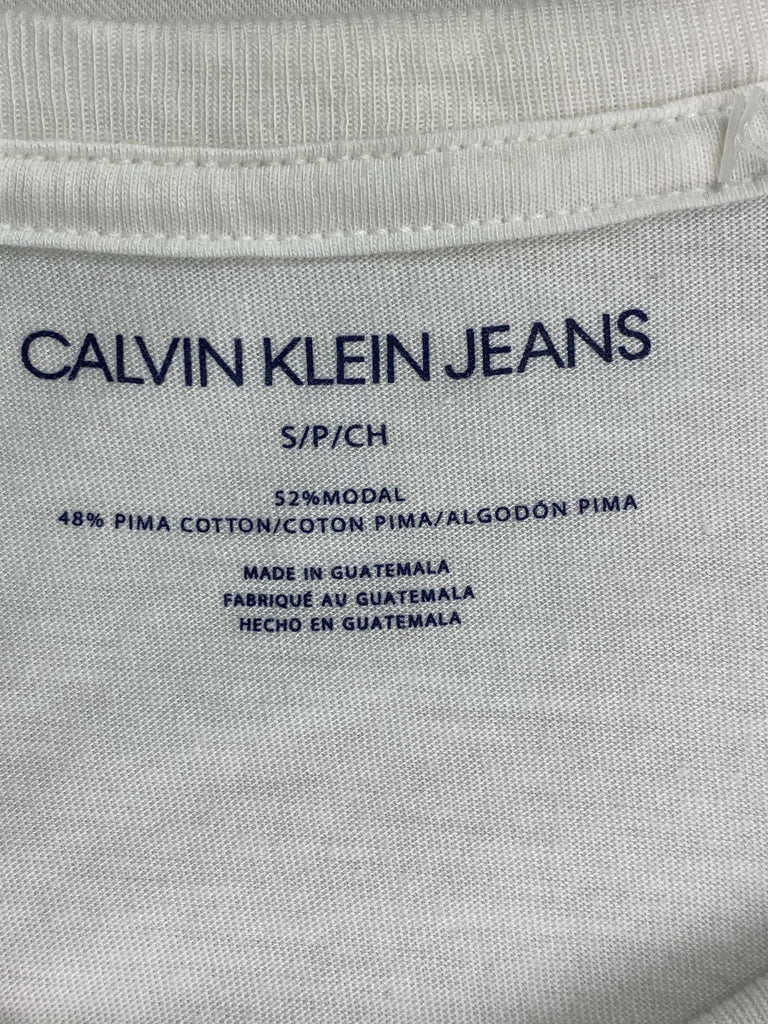 CALVIN KLEIN JEANS
S/P/CH
52%MODAL
48% PIMA COTTON/COTON PIMA/ALGODÓN PIMA
MADE IN GUATEMALA
FABRIQUÉ AU GUATEMALA
HECHO EN GUATEMALA